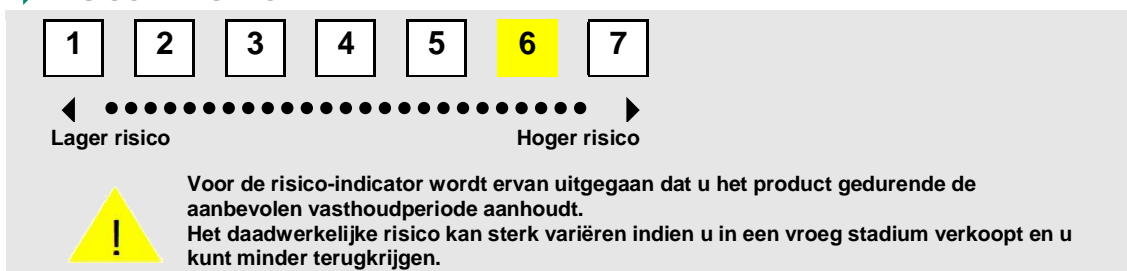 1 2 3 4 5 6 7
Lager risico Hoger risico
Voor de risico-indicator wordt ervan uitgegaan dat u het product gedurende de
aanbevolen vasthoudperiode aanhoudt.
Het daadwerkelijke risico kan sterk variëren indien u in een vroeg stadium verkoopt en u
kunt minder terugkrijgen.